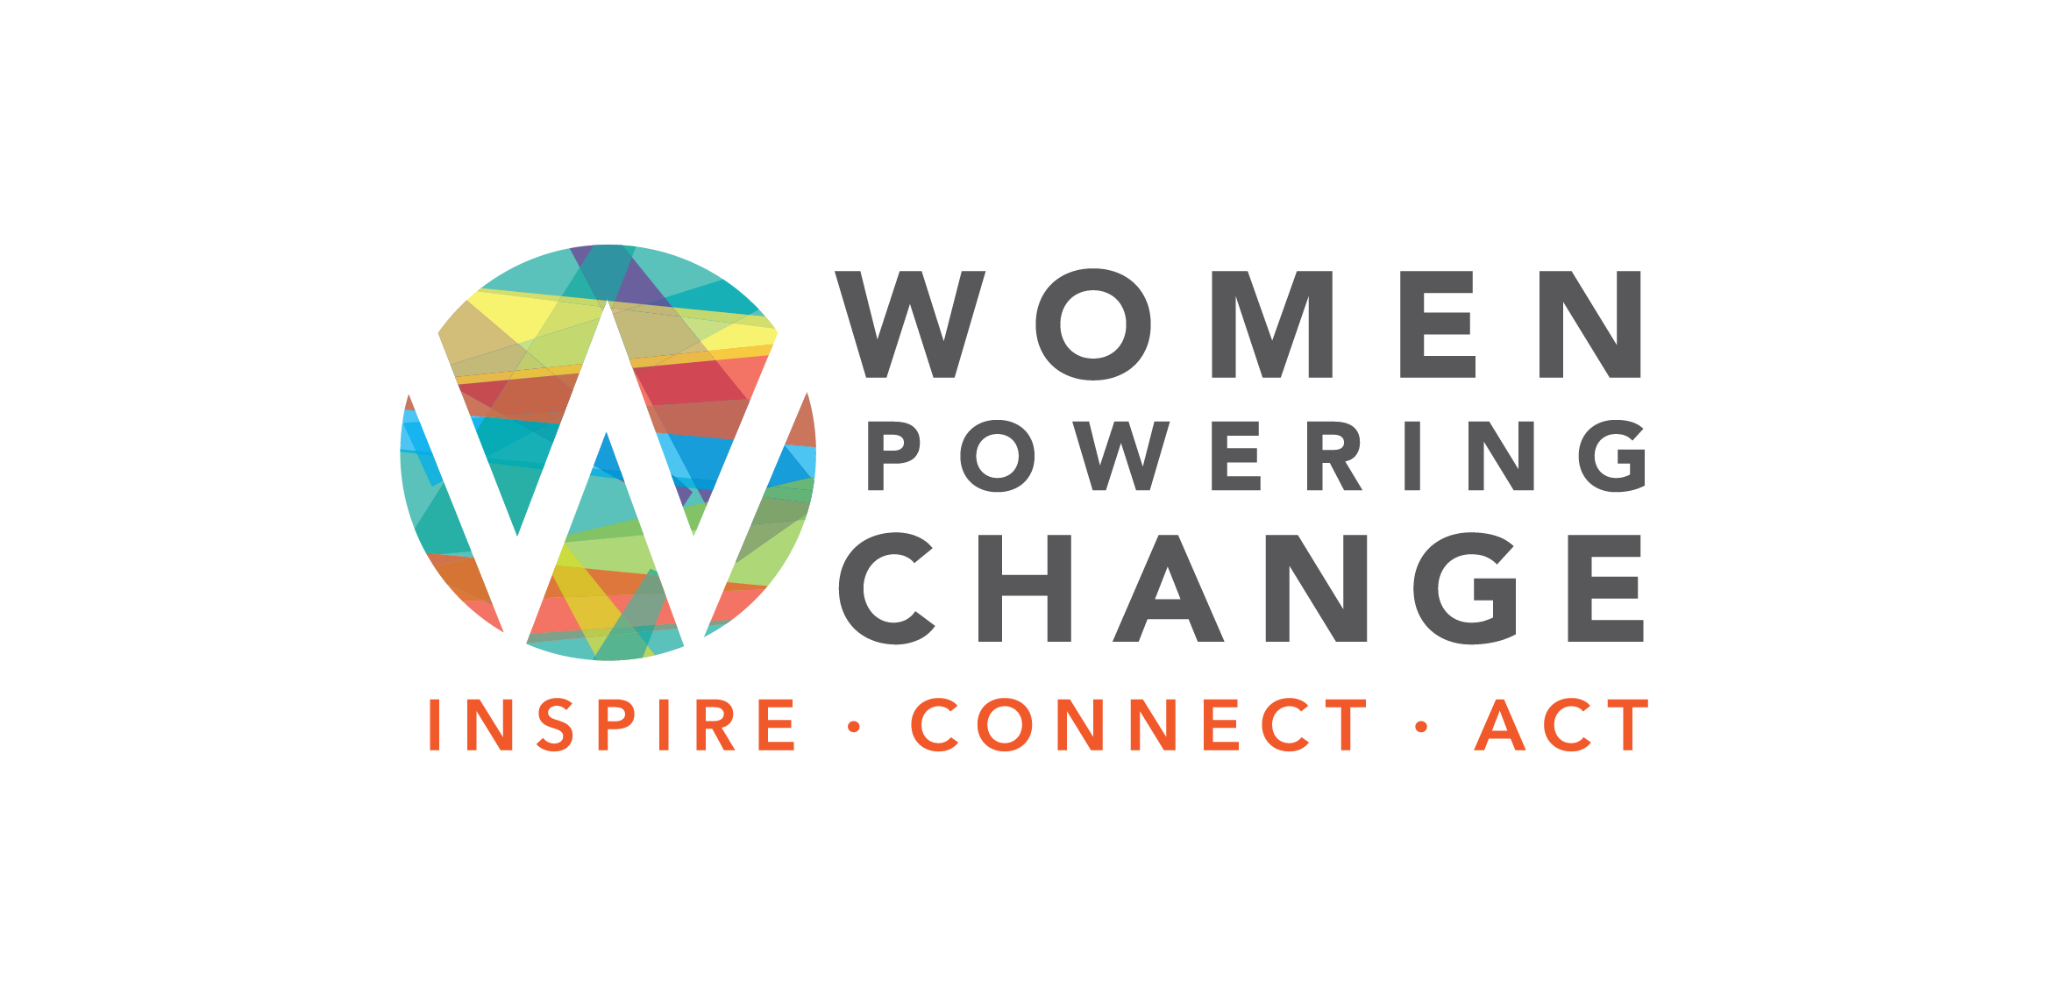 W
WOMEN
POWERING
CHANGE
INSPIRE · CONNECT · ACT